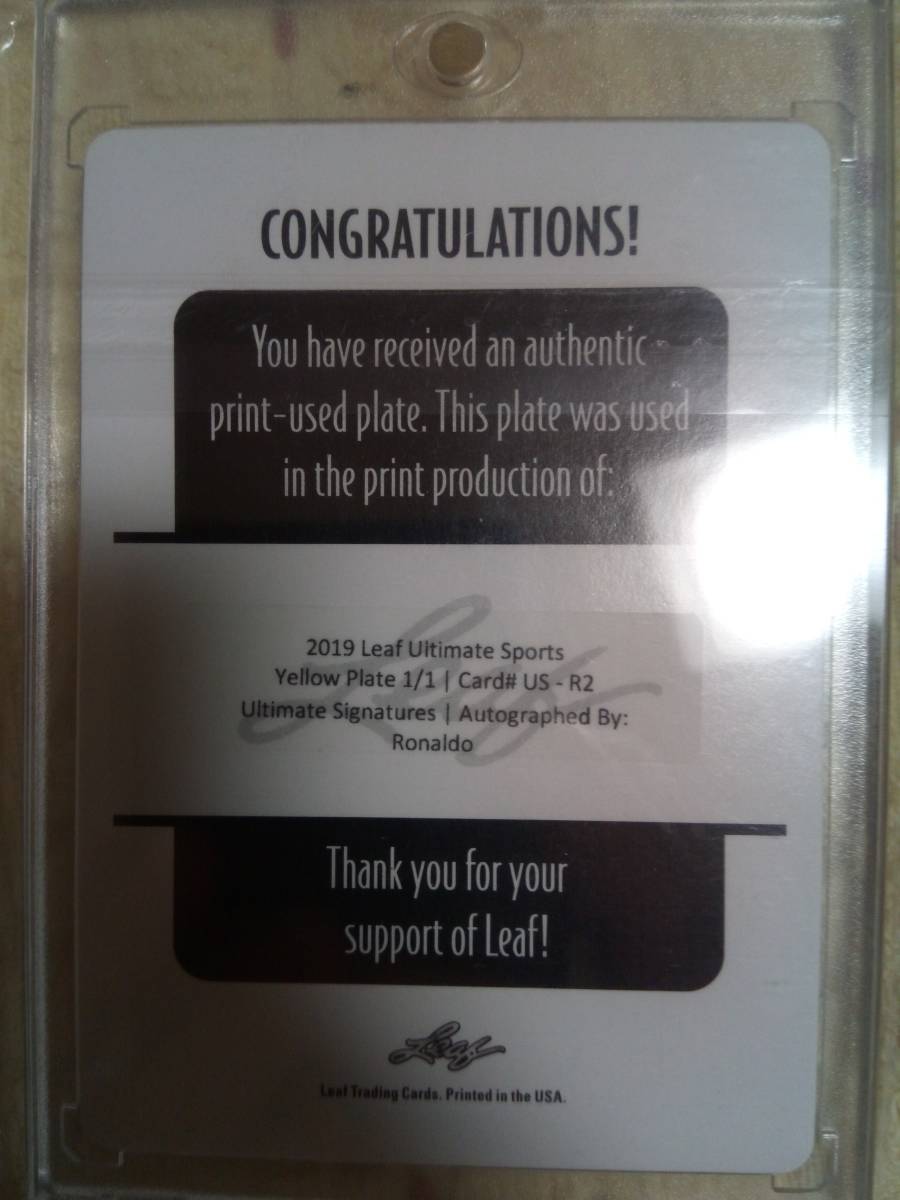 CONGRATULATIONS!
You have received an authentic
print-used plate. This plate was used
in the print production of:
Leaf
2019 Leaf Ultimate Sports
Yellow Plate 1/1 | Card# US - R2
Ultimate Signatures | Autographed By:
Ronaldo
Thank you for your
support of Leaf!
Leaf
Leaf Trading Cards. Printed in the USA.